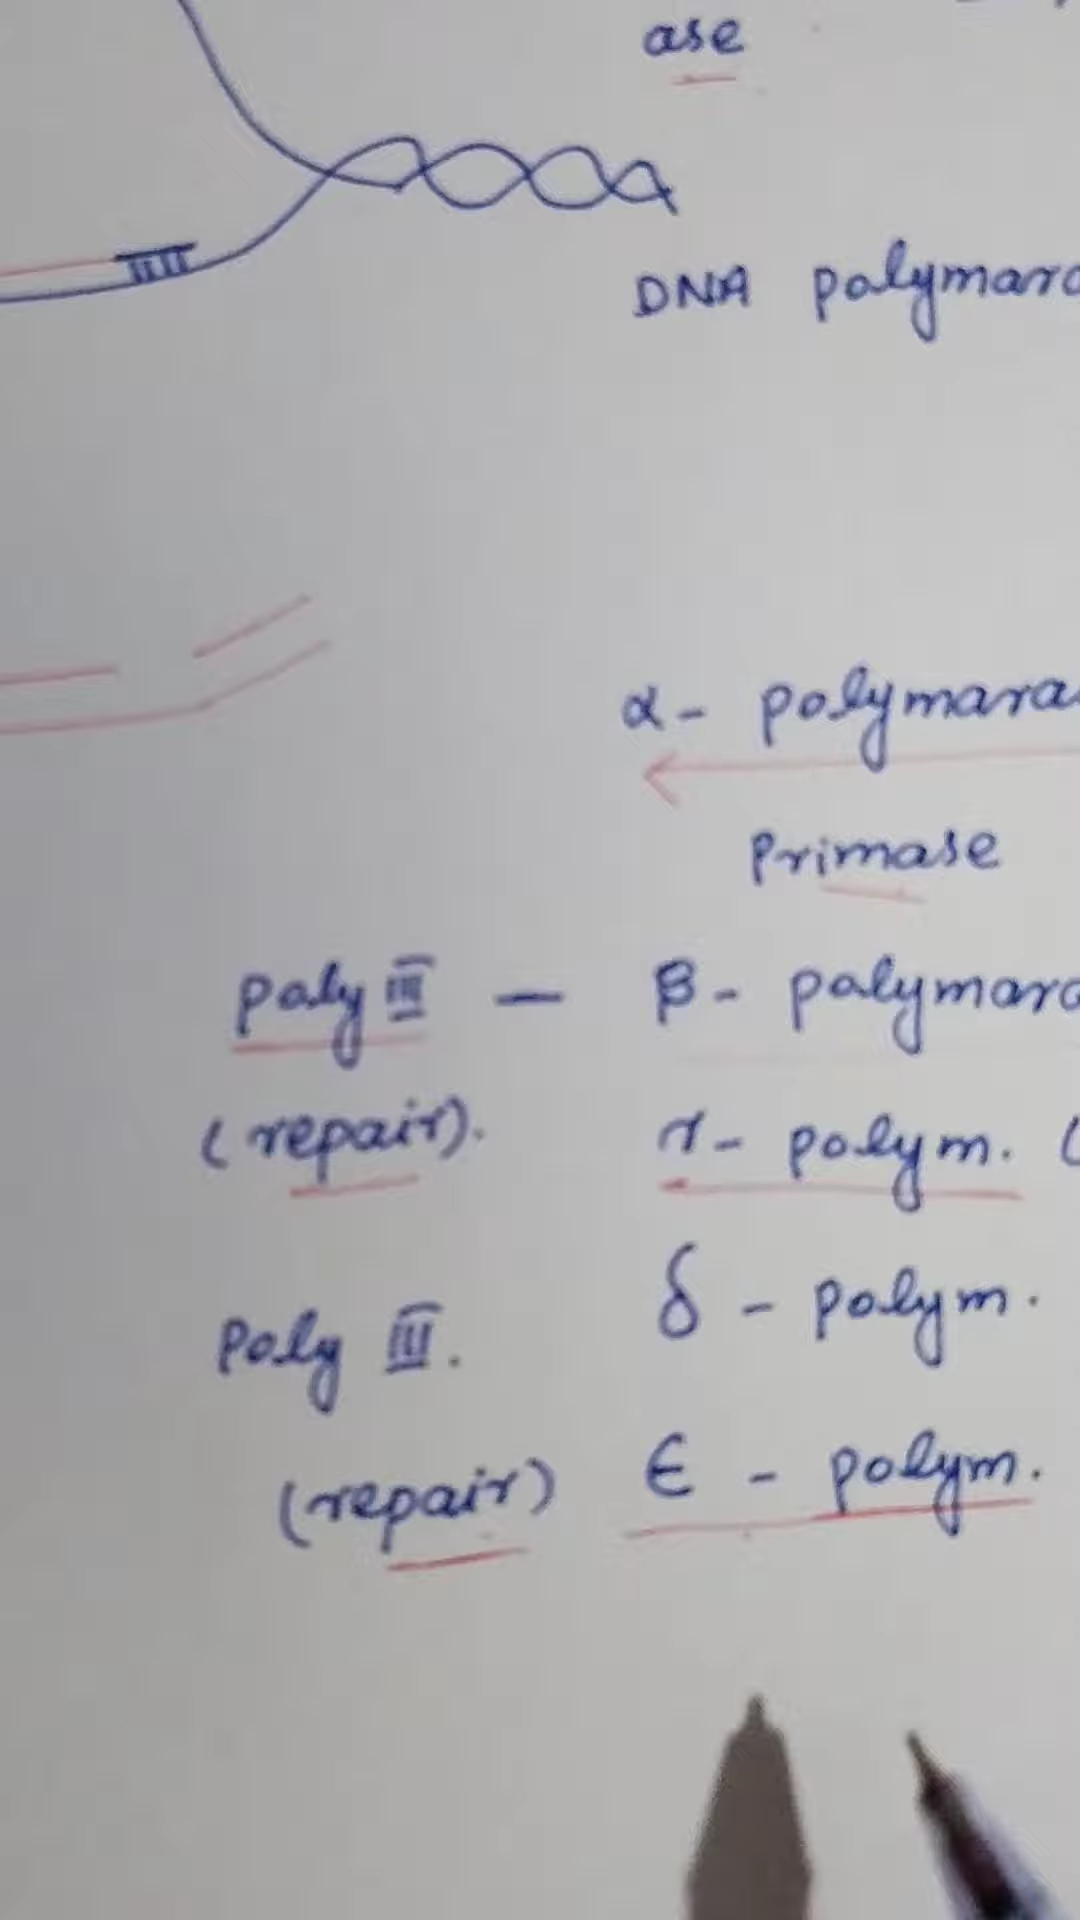 ase
DNA polymara
α- polymara
Primase
Poly III — β- polymara
(repair). γ- polym. (
Poly III. δ - polym.
(repair) ϵ - polym.